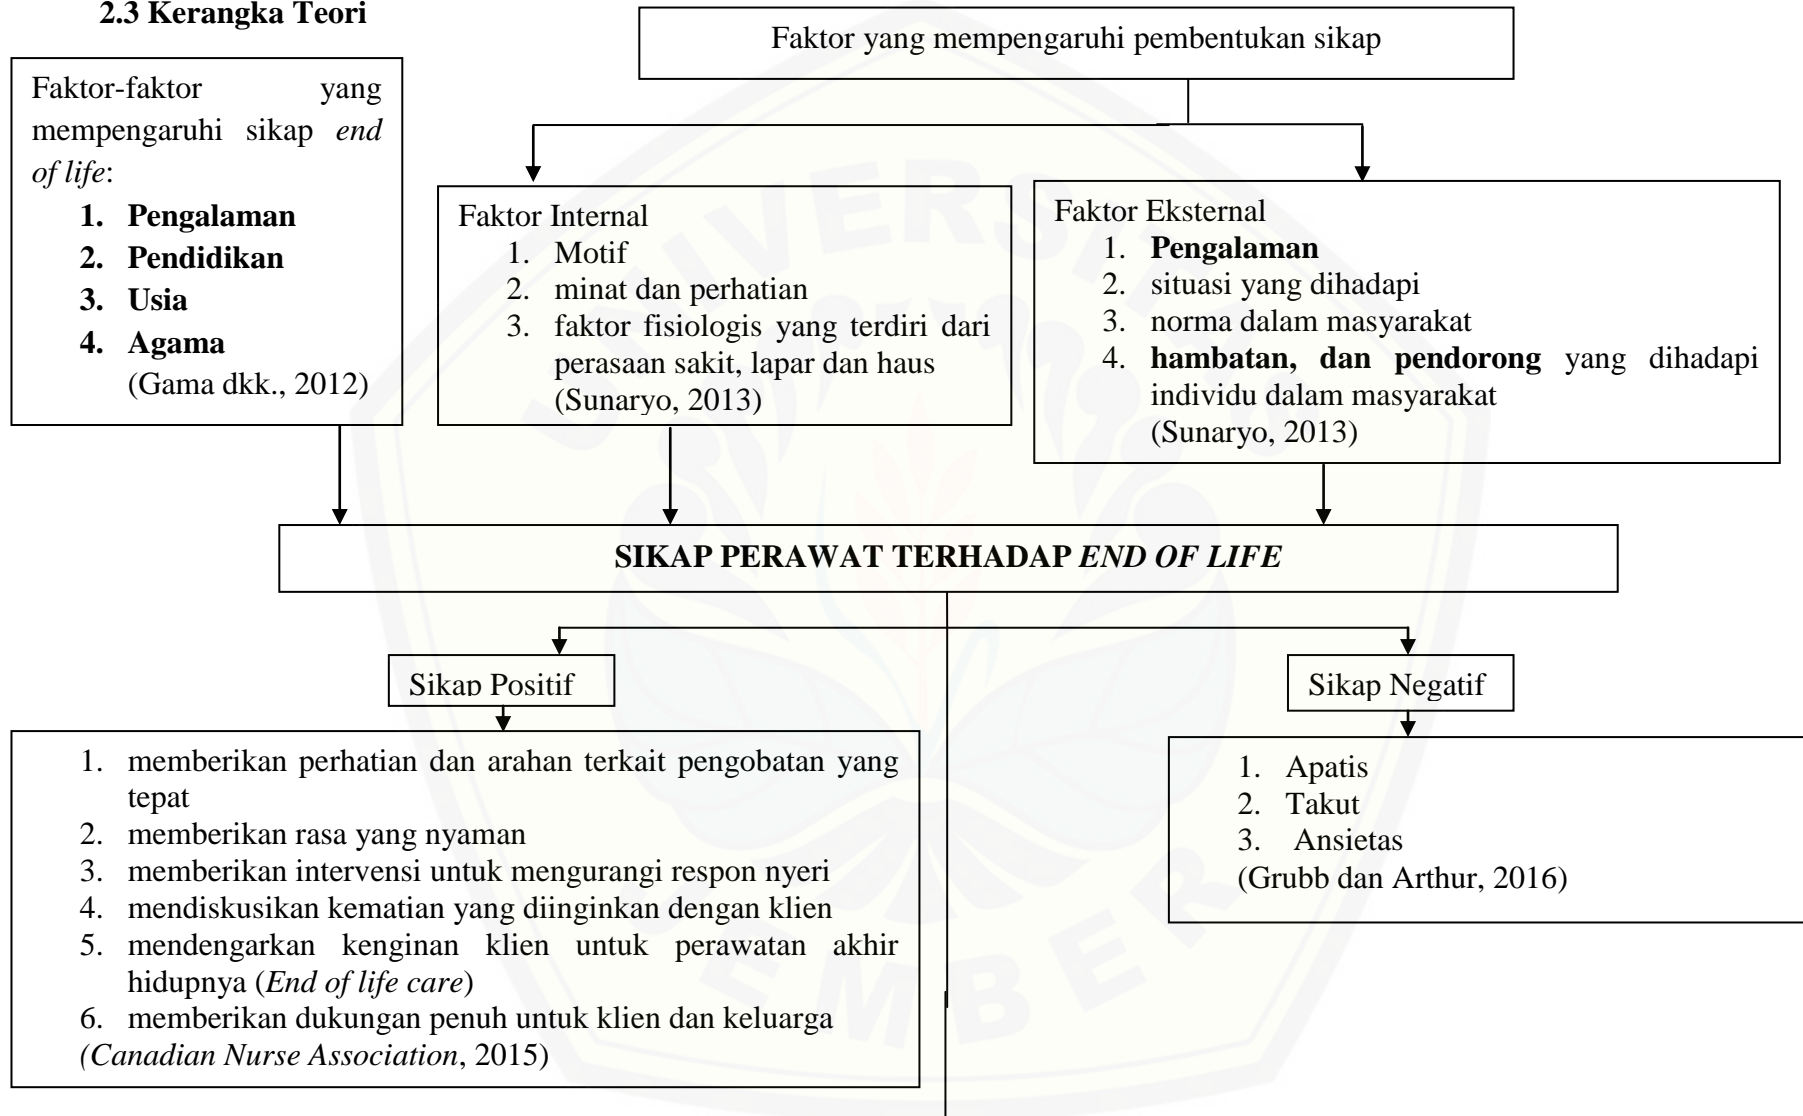 2.3 Kerangka Teori
Faktor yang mempengaruhi pembentukan sikap
Faktor-faktor yang
mempengaruhi sikap end
of life:
1. Pengalaman
2. Pendidikan
3. Usia
4. Agama
(Gama dkk., 2012)
Faktor Internal
1. Motif
2. minat dan perhatian
3. faktor fisiologis yang terdiri dari
perasaan sakit, lapar dan haus
(Sunaryo, 2013)
Faktor Eksternal
1. Pengalaman
2. situasi yang dihadapi
3. norma dalam masyarakat
4. hambatan, dan pendorong yang dihadapi
individu dalam masyarakat
(Sunaryo, 2013)
SIKAP PERAWAT TERHADAP END OF LIFE
Sikap Positif
Sikap Negatif
1. memberikan perhatian dan arahan terkait pengobatan yang
tepat
2. memberikan rasa yang nyaman
3. memberikan intervensi untuk mengurangi respon nyeri
4. mendiskusikan kematian yang diinginkan dengan klien
5. mendengarkan kenginan klien untuk perawatan akhir
hidupnya (End of life care)
6. memberikan dukungan penuh untuk klien dan keluarga
(Canadian Nurse Association, 2015)
1. Apatis
2. Takut
3. Ansietas
(Grubb dan Arthur, 2016)
UNIVERSITAS
JEMBER